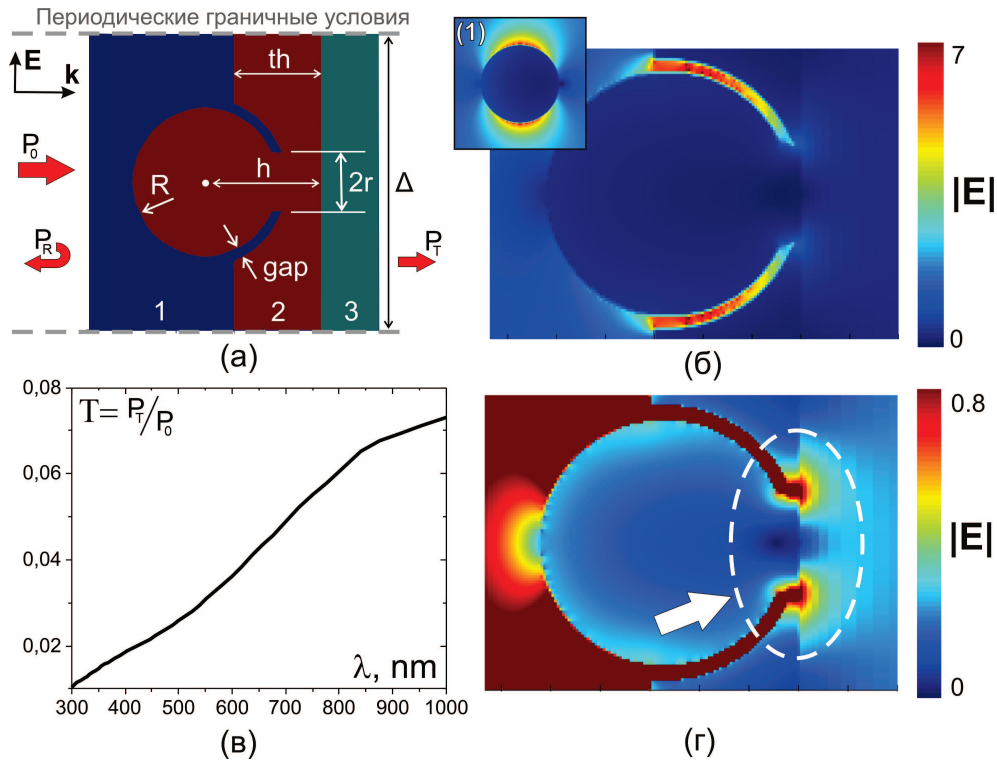 Периодические граничные условия
E
k
P0
PR
R
th
h
2r
gap
Δ
PT
1 2 3
(а)
(1)
7
|E|
0
(б)
0,08
0,06
0,04
0,02
T= PT/P0
λ, nm
300 400 500 600 700 800 900 1000
(в)
0.8
|E|
0
(г)